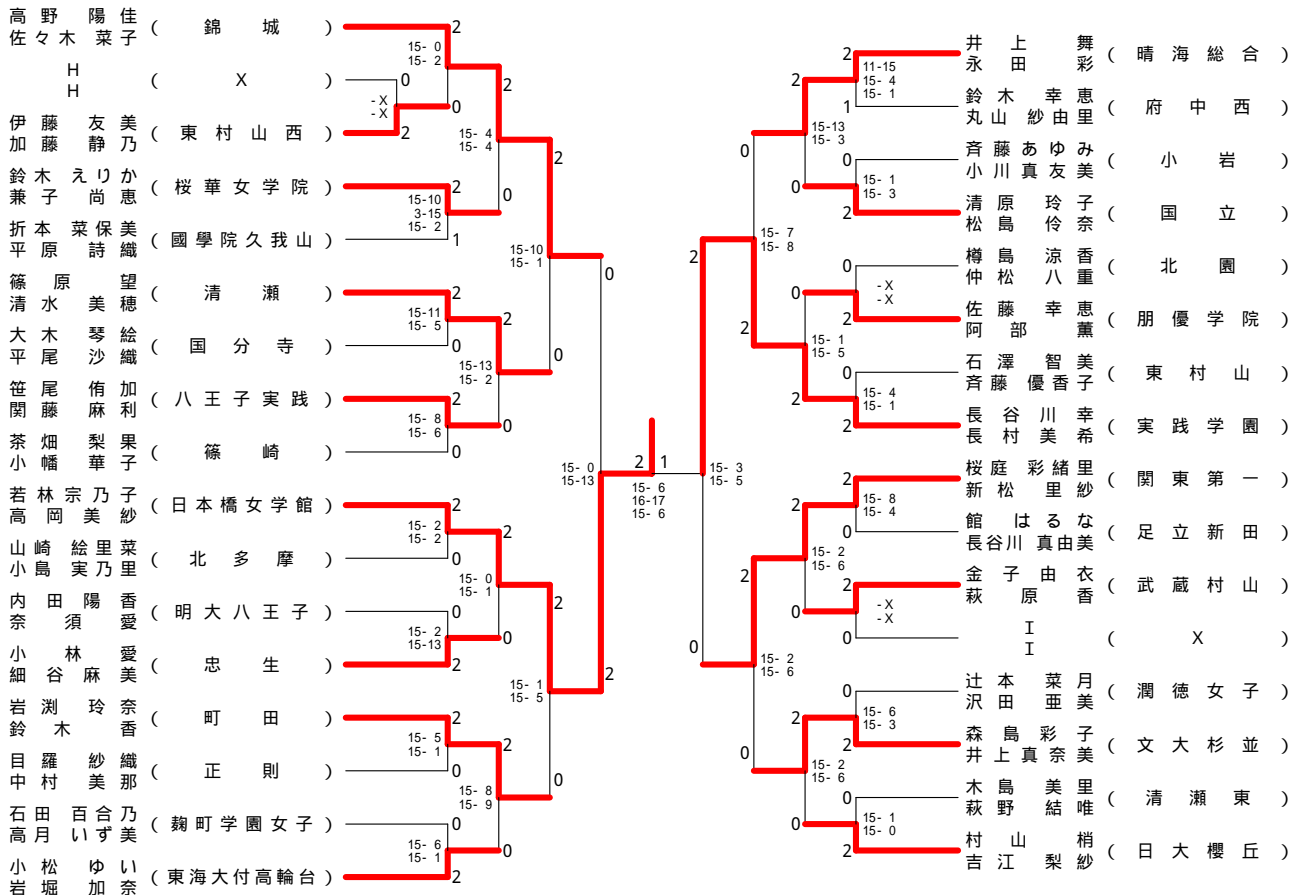 高野 陽佳
佐々木 菜子
( 錦城 )
2
15- 0
15- 2
2
H
H
( X )
0
-X
-X
0
伊藤 友美
加藤 静乃
( 東村山西 )
2
15- 4
15- 4
2
鈴木 えりか
兼子 尚恵
( 桜華女学院 )
2
15-10
3-15
15- 2
0
折本 菜保美
平原 詩織
( 國學院久我山 )
1
15-10
15- 1
0
篠原 望
清水 美穂
( 清瀬 )
2
15-11
15- 5
2
大木 琴絵
平尾 沙織
( 国分寺 )
0
15-13
15- 2
0
笹尾 侑加
関藤 麻利
( 八王子実践 )
2
15- 8
15- 6
0
茶畑 梨果
小幡 華子
( 篠崎 )
0
15- 0
15-13
若林宗乃子
高岡美紗
( 日本橋女学館 )
2
15- 2
15- 2
2
山崎 絵里菜
小島 実乃里
( 北多摩 )
0
15- 0
15- 1
2
内田陽香
奈須愛
( 明大八王子 )
0
15- 2
15-13
0
小林愛
細谷麻美
( 忠生 )
2
15- 1
15- 5
2
岩渕 玲奈
鈴木 香
( 町田 )
2
15- 5
15- 1
2
目羅 紗織
中村 美那
( 正則 )
0
15- 8
15- 9
0
石田 百合乃
高月 いず美
( 麹町学園女子 )
0
15- 6
15- 1
0
小松 ゆい
岩堀 加奈
( 東海大付高輪台 )
2
2 1
15- 6
16-17
15- 6
井上 舞
永田 彩
( 晴海総合 )
2
11-15
15- 4
15- 1
2
鈴木 幸恵
丸山 紗由里
( 府中西 )
1
15-13
15- 3
0
斉藤あゆみ
小川真友美
( 小岩 )
0
15- 1
15- 3
0
清原 玲子
松島 伶奈
( 国立 )
2
15- 7
15- 8
2
樽島 涼香
仲松 八重
( 北園 )
0
-X
-X
0
佐藤 幸恵
阿部 薫
( 朋優学院 )
2
15- 1
15- 5
2
石澤 智美
斉藤 優香子
( 東村山 )
0
15- 4
15- 1
2
長谷川 幸
長村 美希
( 実践学園 )
2
15- 3
15- 5
桜庭 彩緒里
新松 里紗
( 関東第一 )
2
15- 8
15- 4
2
館 はるな
長谷川 真由美
( 足立新田 )
0
15- 2
15- 6
2
金子由衣
萩原香
( 武蔵村山 )
2
-X
-X
0
I
I
( X )
0
15- 2
15- 6
0
辻本 菜月
沢田 亜美
( 潤徳女子 )
0
15- 6
15- 3
2
森島彩子
井上真奈美
( 文大杉並 )
2
15- 2
15- 6
0
木島 美里
萩野 結唯
( 清瀬東 )
0
15- 1
15- 0
0
村山 梢
吉江 梨紗
( 日大櫻丘 )
2